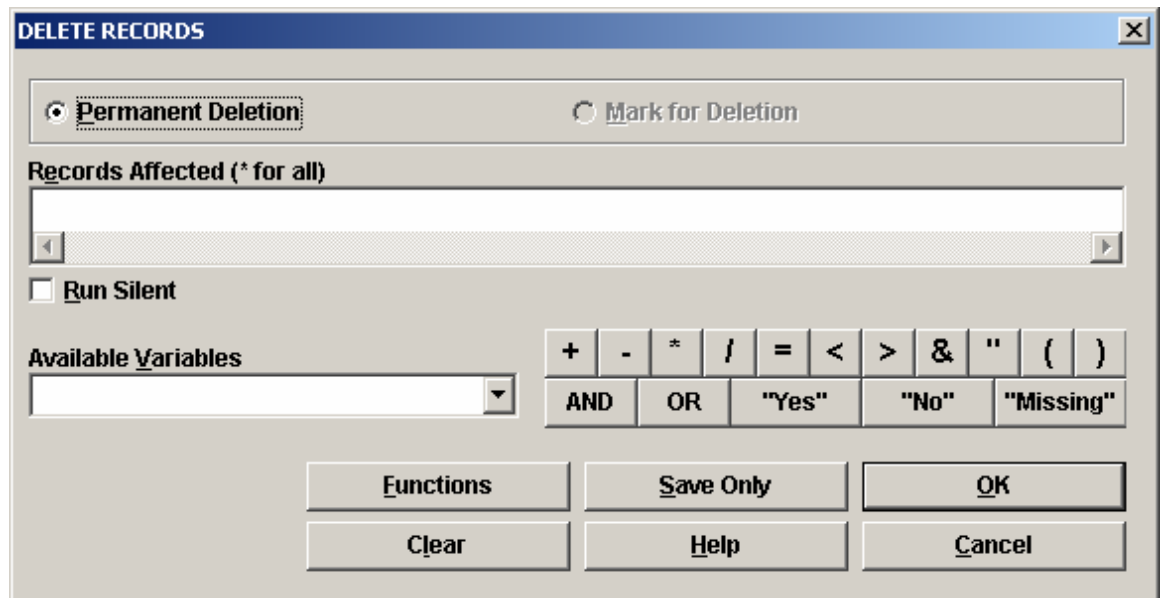 DELETE RECORDS
Permanent Deletion Mark for Deletion
Records Affected (* for all)
Run Silent
+ - * / = < > & " ( )
Available Variables
AND OR "Yes" "No" "Missing"
Functions Save Only OK
Clear Help Cancel